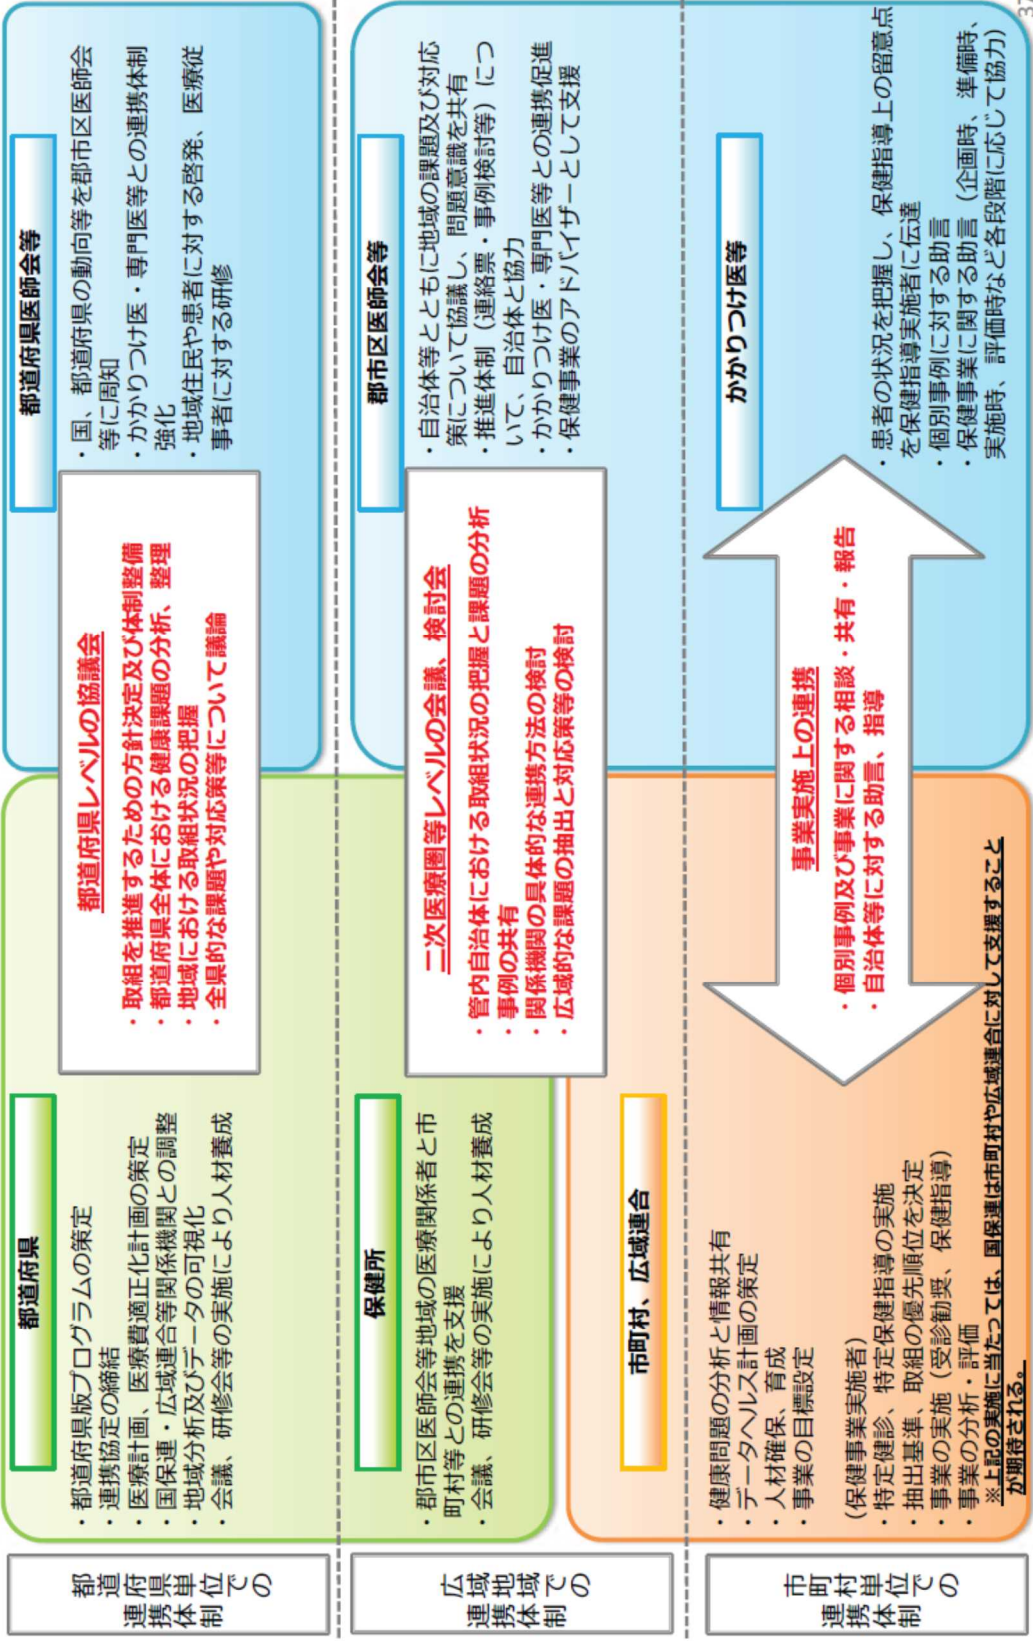 都道府県単位での
連携体制
都道府県
・都道府県版プログラムの策定
・連携協定の締結
・医療計画、医療費適正化計画の策定
・国保連・広域連合等関係機関との調整
・地域分析及びデータの可視化
・会議、研修会等の実施により人材養成
都道府県レベルの協議会
・取組を推進するための方針決定及び体制整備
・都道府県全体における健康課題の分析、整理
・地域における取組状況の把握
・全県的な課題や対応策等について議論
都道府県医師会等
・国、都道府県の動向等を郡市区医師会
等に周知
・かかりつけ医・専門医等との連携体制
強化
・地域住民や患者に対する啓発、医療従
事者に対する研修
広域地域での
連携体制
保健所
・郡市区医師会等地域の医療関係者と市
町村等との連携を支援
・会議、研修会等の実施により人材養成
二次医療圏等レベルの会議、検討会
・管内自治体における取組状況の把握と課題の分析
・事例の共有
・関係機関の具体的な連携方法の検討
・広域的な課題の抽出と対応策等の検討
郡市区医師会等
・自治体等とともに地域の課題及び対応
策について協議し、問題意識を共有
・推進体制（連絡票・事例検討等）につ
いて、自治体と協力
・かかりつけ医・専門医等との連携促進
・保健事業のアドバイザーとして支援
市町村単位での
連携体制
市町村、広域連合
・健康問題の分析と情報共有
・データヘルス計画の策定
・人材確保、育成
・事業の目標設定
(保健事業実施者)
・特定健診、特定保健指導の実施
・抽出基準、取組の優先順位を決定
・事業の実施（受診勧奨、保健指導）
・事業の分析・評価
※上記の実施に当たっては、国保連は市町村や広域連合に対して支援すること
が期待される。
事業実施上の連携
・個別事例及び事業に関する相談・共有・報告
・自治体等に対する助言、指導
かかりつけ医等
・患者の状況を把握し、保健指導上の留意点
を保健指導実施者に伝達
・個別事例に対する助言
・保健事業に関する助言（企画時、準備時、
実施時、評価時など各段階に応じて協力）
37